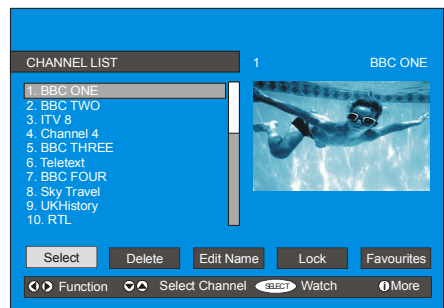 CHANNEL LIST
1 BBC ONE
1. BBC ONE
2. BBC TWO
3. ITV 8
4. Channel 4
5. BBC THREE
6. Teletext
7. BBC FOUR
8. Sky Travel
9. UKHistory
10. RTL
Select Delete Edit Name Lock Favourites
Function Select Channel SELECT Watch i More